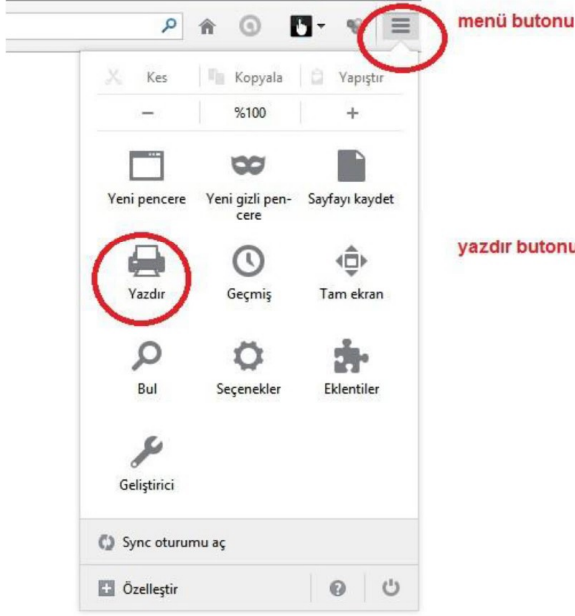 menü butonu
Kes Kopyala Yapıştır
− %100 +
Yeni pencere Yeni gizli pen-
cere Sayfayı kaydet
yazdır butonu
Yazdır Geçmiş Tam ekran
Bul Seçenekler Eklentiler
Geliştirici
Sync oturumu aç
Özelleştir